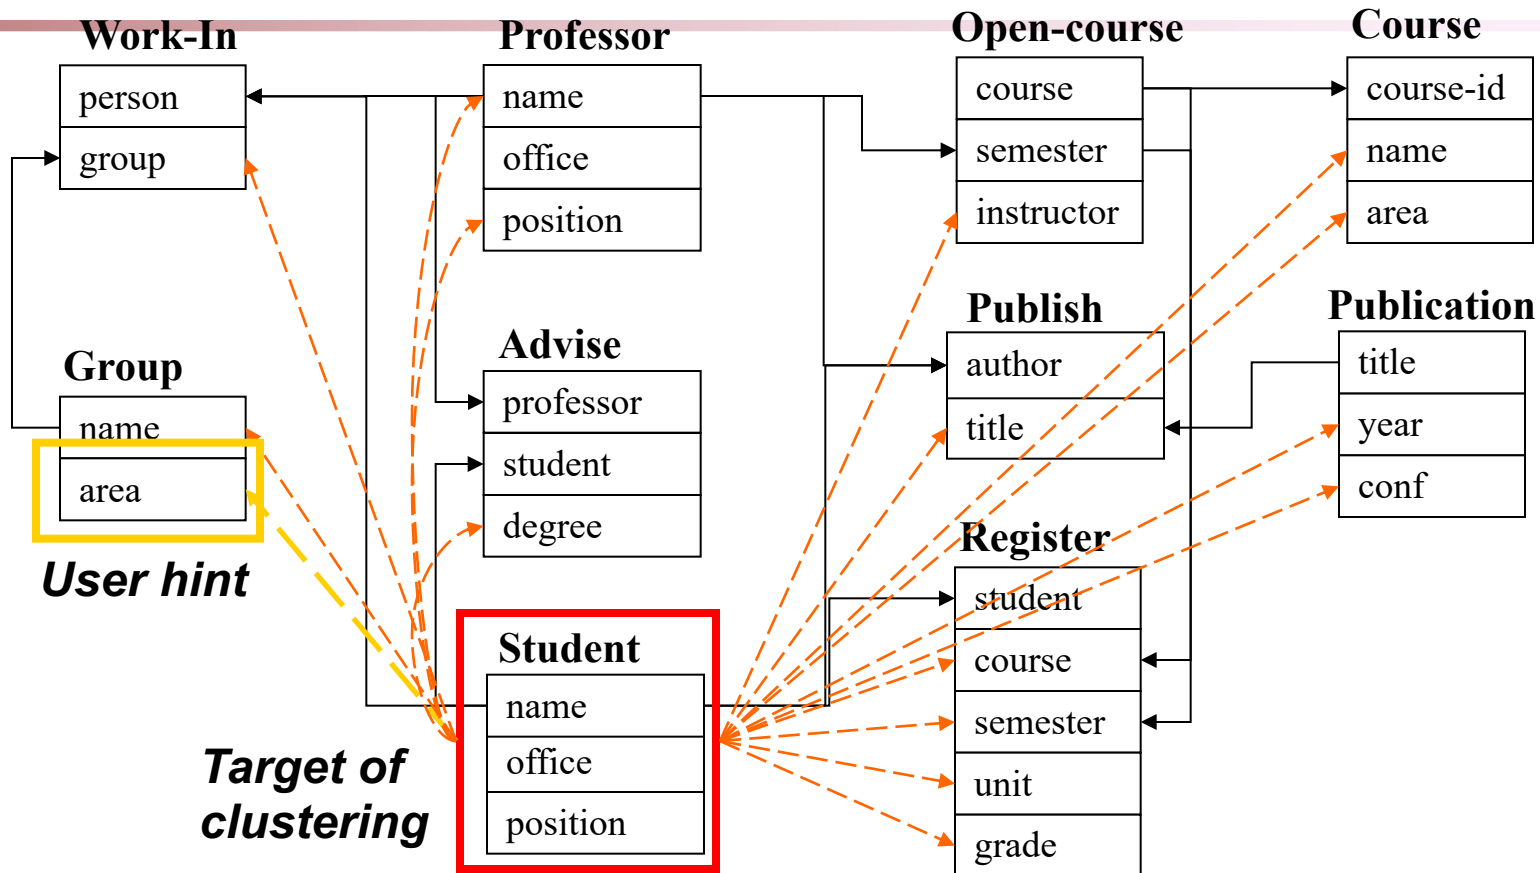 Work-In
person
group
Professor
name
office
position
Open-course
course
semester
instructor
Course
course-id
name
area
Group
name
area
User hint
Advise
professor
student
degree
Publish
author
title
Publication
title
year
conf
Target of
clustering
Student
name
office
position
Register
student
course
semester
unit
grade